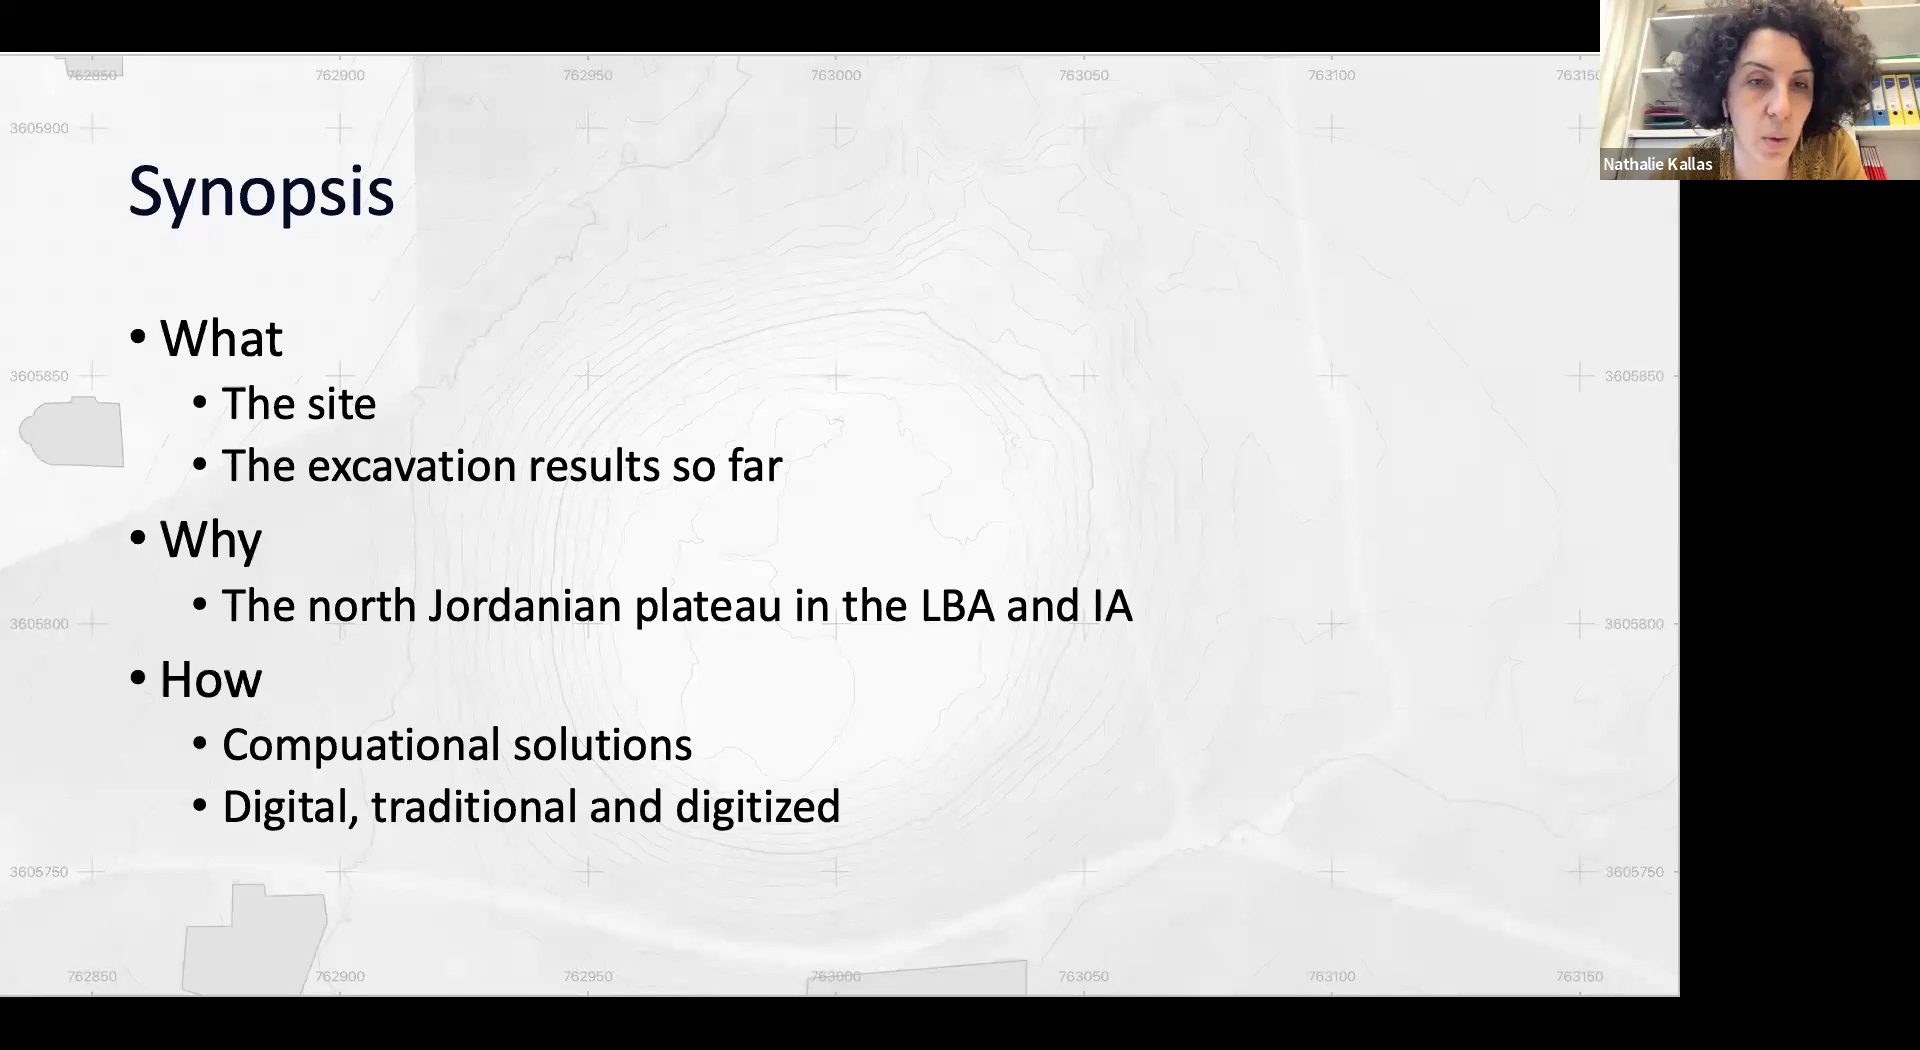 762850 762900 762950 763000 763050 763100 76315
Nathalie Kallas
3605900
Synopsis
• What
3605850 3605850
• The site
• The excavation results so far
• Why
• The north Jordanian plateau in the LBA and IA
3605800 3605800
• How
• Compuational solutions
• Digital, traditional and digitized
3605750 3605750
762850 762900 762950 763000 763050 763100 763150